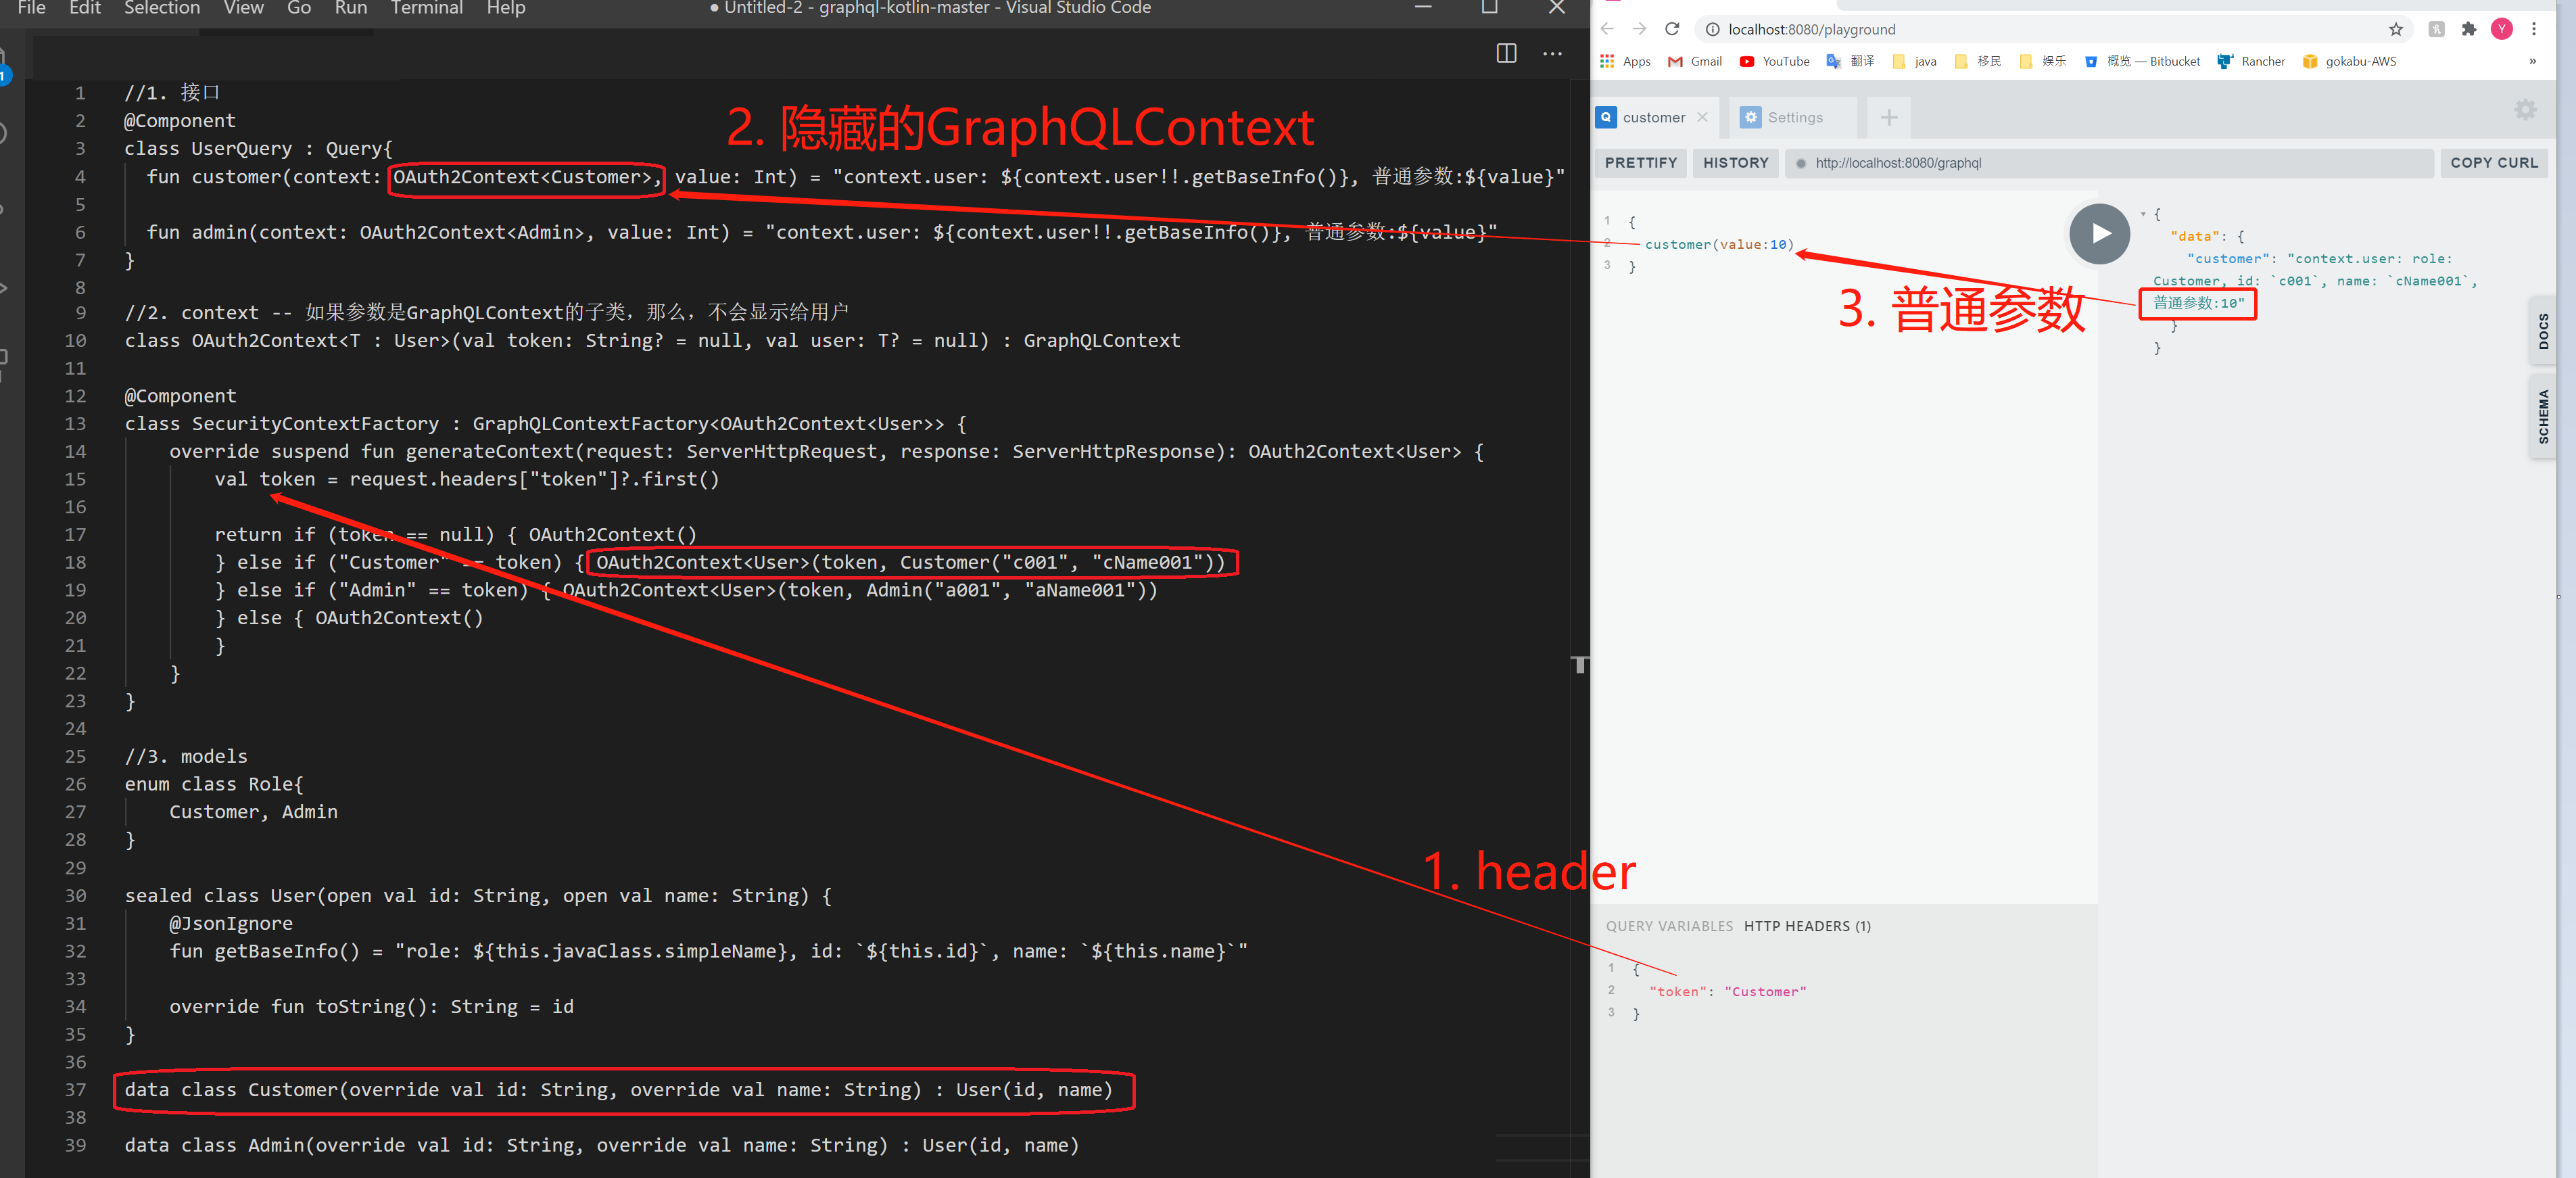 File Edit Selection View Go Run Terminal Help
● Untitled-2 - graphql-kotlin-master - Visual Studio Code
1 //1. 接口
2 @Component
3 class UserQuery : Query{
4 fun customer(context: OAuth2Context<Customer>, value: Int) = "context.user: ${context.user!!.getBaseInfo()}, 普通参数:${value}"
5
6 fun admin(context: OAuth2Context<Admin>, value: Int) = "context.user: ${context.user!!.getBaseInfo()}, 普通参数:${value}"
7 }
8
9 //2. context -- 如果参数是GraphQLContext的子类，那么，不会显示给用户
10 class OAuth2Context<T : User>(val token: String? = null, val user: T? = null) : GraphQLContext
11
12 @Component
13 class SecurityContextFactory : GraphQLContextFactory<OAuth2Context<User>> {
14 override suspend fun generateContext(request: ServerHttpRequest, response: ServerHttpResponse): OAuth2Context<User> {
15 val token = request.headers["token"]?.first()
16
17 return if (token == null) { OAuth2Context()
18 } else if ("Customer" == token) { OAuth2Context<User>(token, Customer("c001", "cName001"))
19 } else if ("Admin" == token) { OAuth2Context<User>(token, Admin("a001", "aName001"))
20 } else { OAuth2Context()
21 }
22 }
23 }
24
25 //3. models
26 enum class Role{
27 Customer, Admin
28 }
29
30 sealed class User(open val id: String, open val name: String) {
31 @JsonIgnore
32 fun getBaseInfo() = "role: ${this.javaClass.simpleName}, id: `${this.id}`, name: `${this.name}`"
33
34 override fun toString(): String = id
35 }
36
37 data class Customer(override val id: String, override val name: String) : User(id, name)
38
39 data class Admin(override val id: String, override val name: String) : User(id, name)
2. 隐藏的GraphQLContext
3. 普通参数
1. header
1
localhost:8080/playground
Y
Apps Gmail YouTube 翻译 java 移民 娱乐 概览 — Bitbucket Rancher gokabu-AWS »
Q customer Settings
PRETTIFY HISTORY http://localhost:8080/graphql COPY CURL
1 {
2 customer(value:10)
3 }
{
"data": {
"customer": "context.user: role:
Customer, id: `c001`, name: `cName001`,
普通参数:10"
}
}
DOCS
SCHEMA
QUERY VARIABLES HTTP HEADERS (1)
1 {
2 "token": "Customer"
3 }